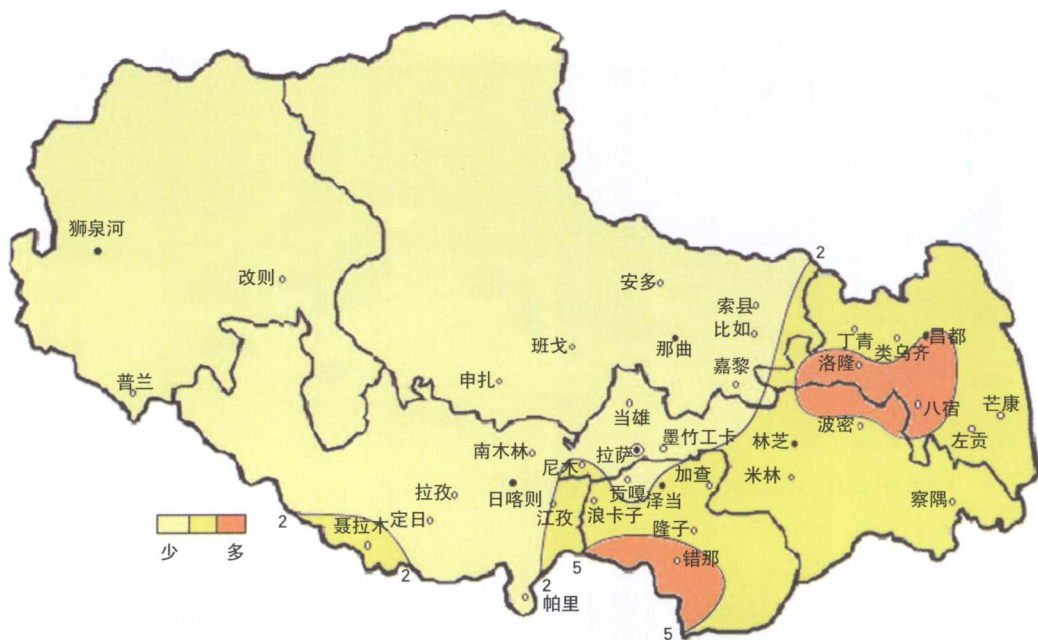 2
狮泉河
改则
安多
索县
比如
丁青
昌都
类乌齐
班戈
那曲
洛隆
普兰
申扎
嘉黎
当雄
八宿
芒康
波密
左贡
墨竹工卡
林芝
南木林
拉萨
尼木
加查
米林
拉孜
日喀则
贡嘎
泽当
江孜
浪卡子
察隅
2
聂拉木
定日
隆子
少
多
错那
5
2
2
帕里
5